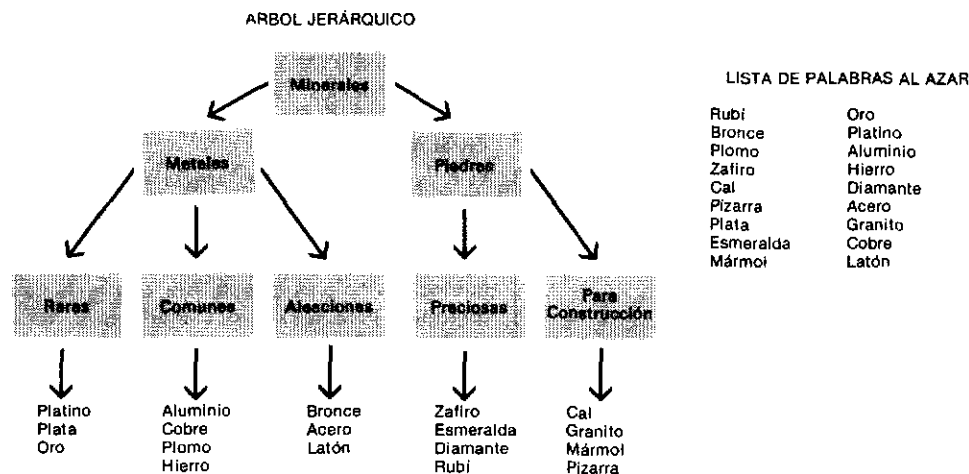 ARBOL JERÁRQUICO
Minerales
LISTA DE PALABRAS AL AZAR
Metales
Piedras
Rubí
Bronce
Plomo
Zafiro
Cal
Pizarra
Plata
Esmeralda
Mármol
Oro
Platino
Aluminio
Hierro
Diamante
Acero
Granito
Cobre
Latón
Raras
Comunes
Aleaciones
Preciosas
Para
Construcción
Platino
Plata
Oro
Aluminio
Cobre
Plomo
Hierro
Bronce
Acero
Latón
Zafiro
Esmeralda
Diamante
Rubí
Cal
Granito
Mármol
Pizarra